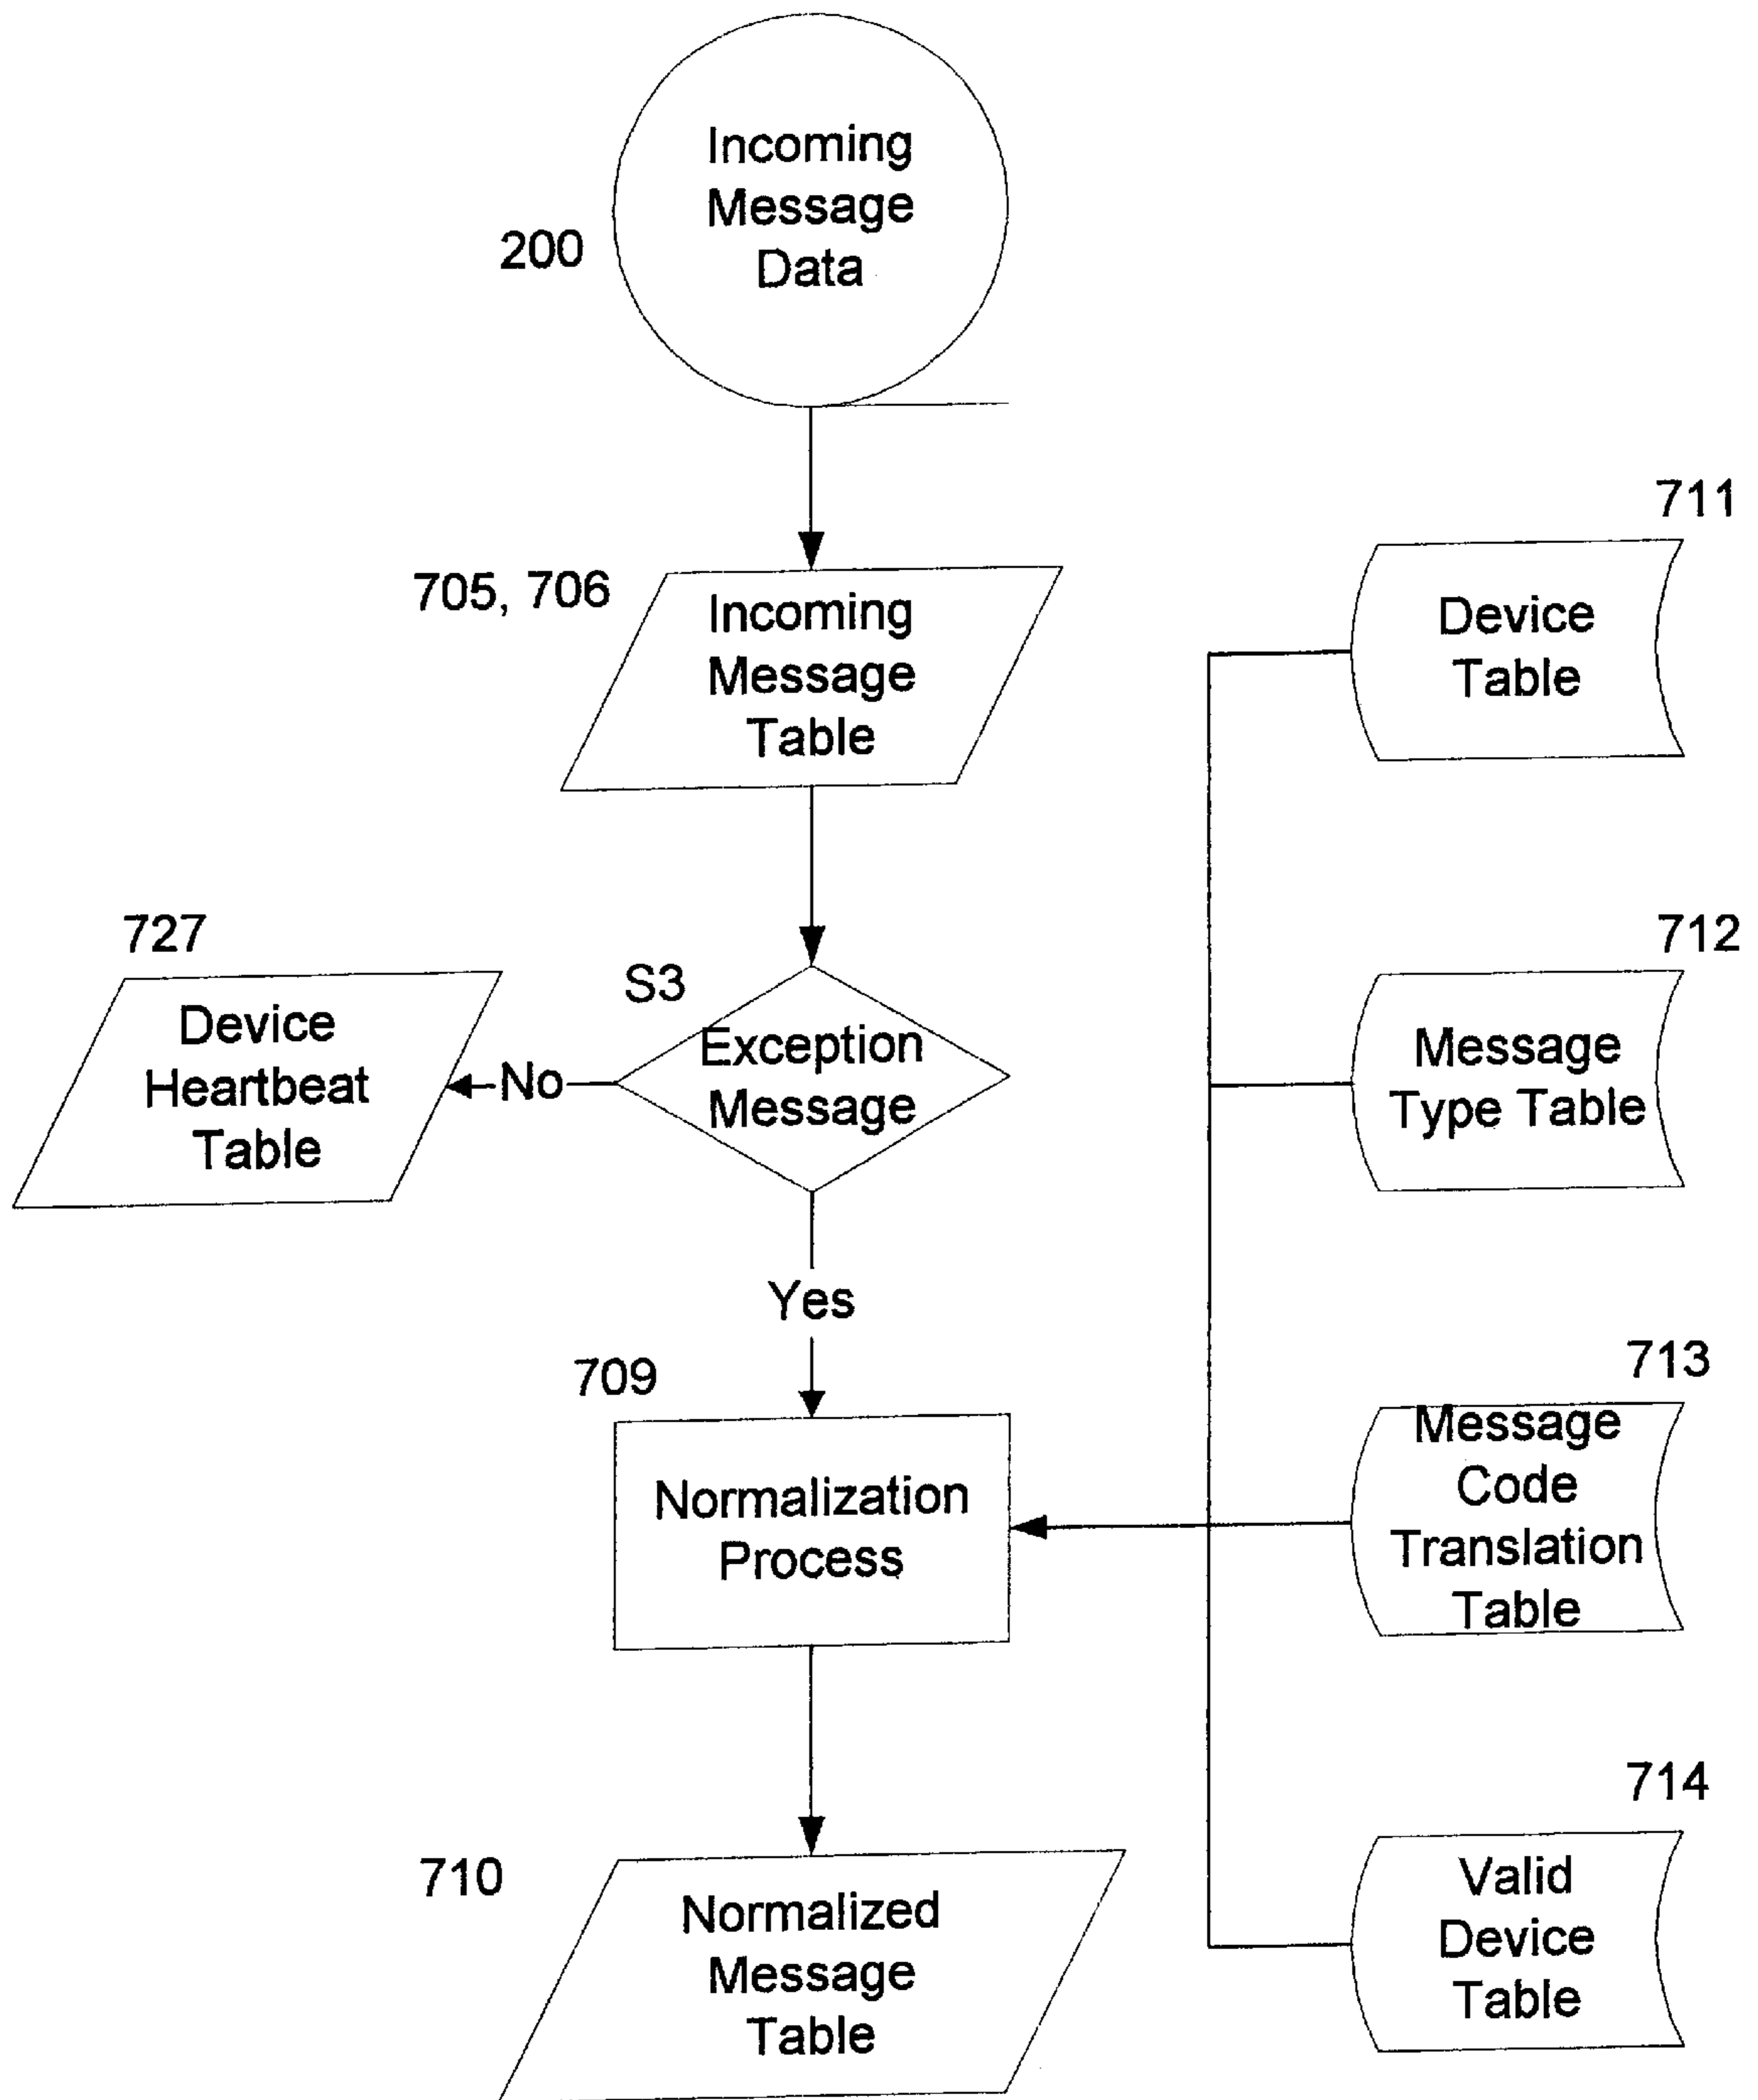 Incoming
Message
Data
200
705, 706
Incoming
Message
Table
711
Device
Table
727
Device
Heartbeat
Table
No
S3
Exception
Message
712
Message
Type Table
Yes
709
Normalization
Process
713
Message
Code
Translation
Table
710
Normalized
Message
Table
714
Valid
Device
Table